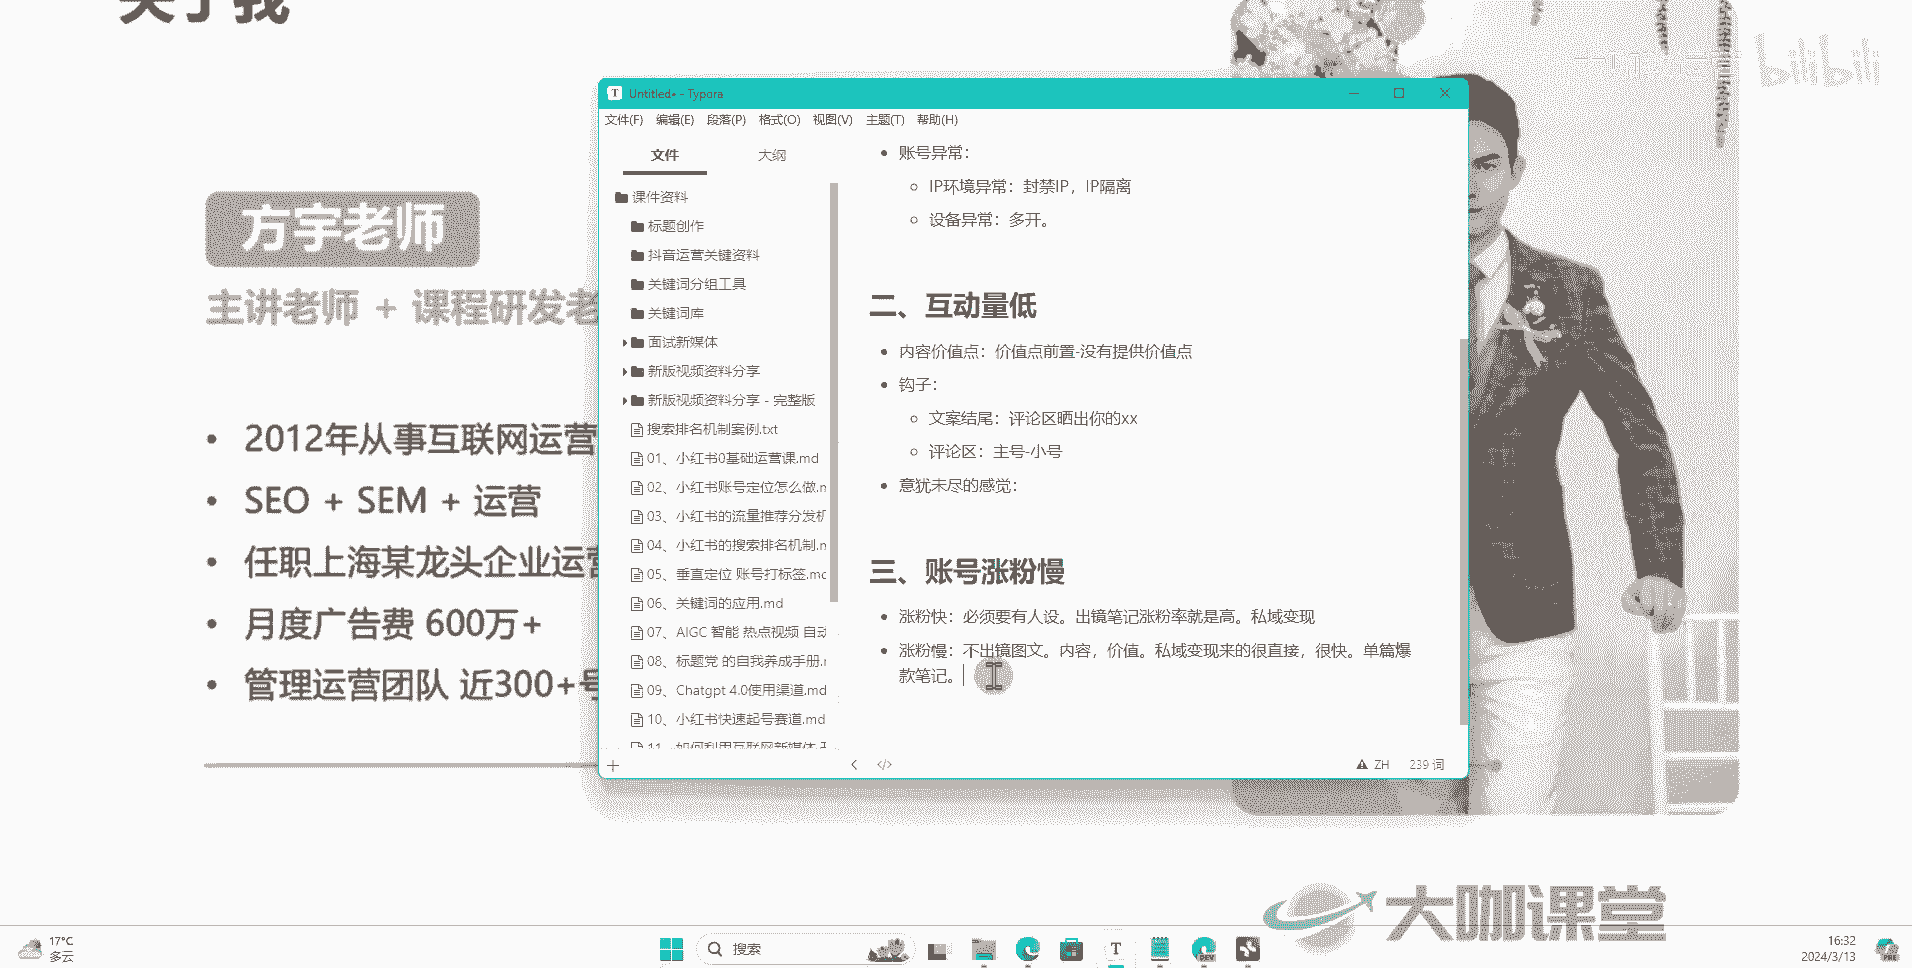 关于我
bilibili
方宇老师
主讲老师 + 课程研发老
2012年从事互联网运营
SEO + SEM + 运营
任职上海某龙头企业运营
月度广告费 600万+
管理运营团队 近300+号
Untitled• - Typora
文件(F) 编辑(E) 段落(P) 格式(O) 视图(V) 主题(T) 帮助(H)
文件 大纲
课件资料
标题创作
抖音运营关键资料
关键词分组工具
关键词库
面试新媒体
新版视频资料分享
新版视频资料分享 - 完整版
搜索排名机制案例.txt
01、小红书0基础运营课.md
02、小红书账号定位怎么做.m
03、小红书的流量推荐分发机
04、小红书的搜索排名机制.m
05、垂直定位 账号打标签.md
06、关键词的应用.md
07、AIGC 智能 热点视频 自动
08、标题党 的自我养成手册.m
09、Chatgpt 4.0使用渠道.md
10、小红书快速起号赛道.md
11、如何利用互联网新媒体
账号异常：
IP环境异常：封禁IP，IP隔离
设备异常：多开。
二、互动量低
内容价值点：价值点前置-没有提供价值点
钩子：
文案结尾：评论区晒出你的xx
评论区：主号-小号
意犹未尽的感觉：
三、账号涨粉慢
涨粉快：必须要有人设。出镜笔记涨粉率就是高。私域变现
涨粉慢：不出镜图文。内容，价值。私域变现来的很直接，很快。单篇爆
款笔记。
ZH 239 词
大咖课堂
17°C
多云
搜索
16:32
2024/3/13